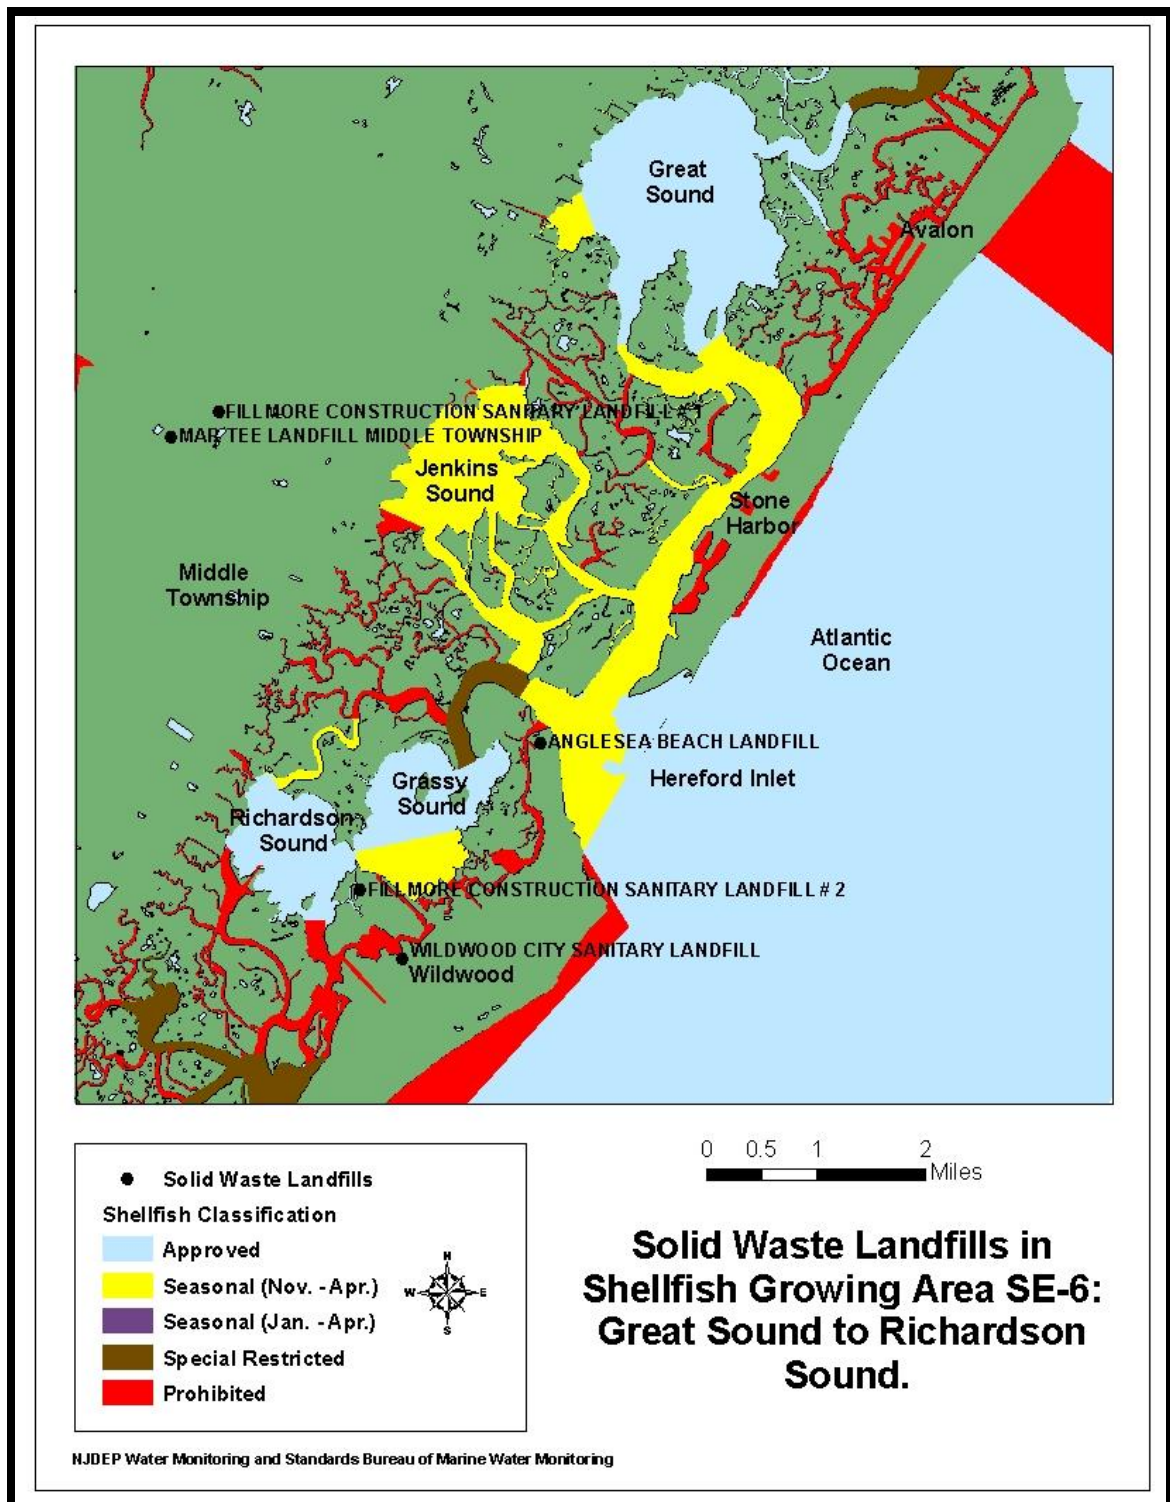 Great
Sound
Avalon
FILLMORE CONSTRUCTION SANITARY LANDFILL # 1
MAR TEE LANDFILL MIDDLE TOWNSHIP
Jenkins
Sound
Stone
Harbor
Middle
Township
Atlantic
Ocean
ANGLESEA BEACH LANDFILL
Hereford Inlet
Grassy
Sound
Richardson
Sound
FILLMORE CONSTRUCTION SANITARY LANDFILL # 2
WILDWOOD CITY SANITARY LANDFILL
Wildwood
0 0.5 1 2
Miles
Solid Waste Landfills
Shellfish Classification
Approved
Seasonal (Nov. - Apr.)
Seasonal (Jan. - Apr.)
Special Restricted
Prohibited
N
W E
S
Solid Waste Landfills in
Shellfish Growing Area SE-6:
Great Sound to Richardson
Sound.
NJDEP Water Monitoring and Standards Bureau of Marine Water Monitoring